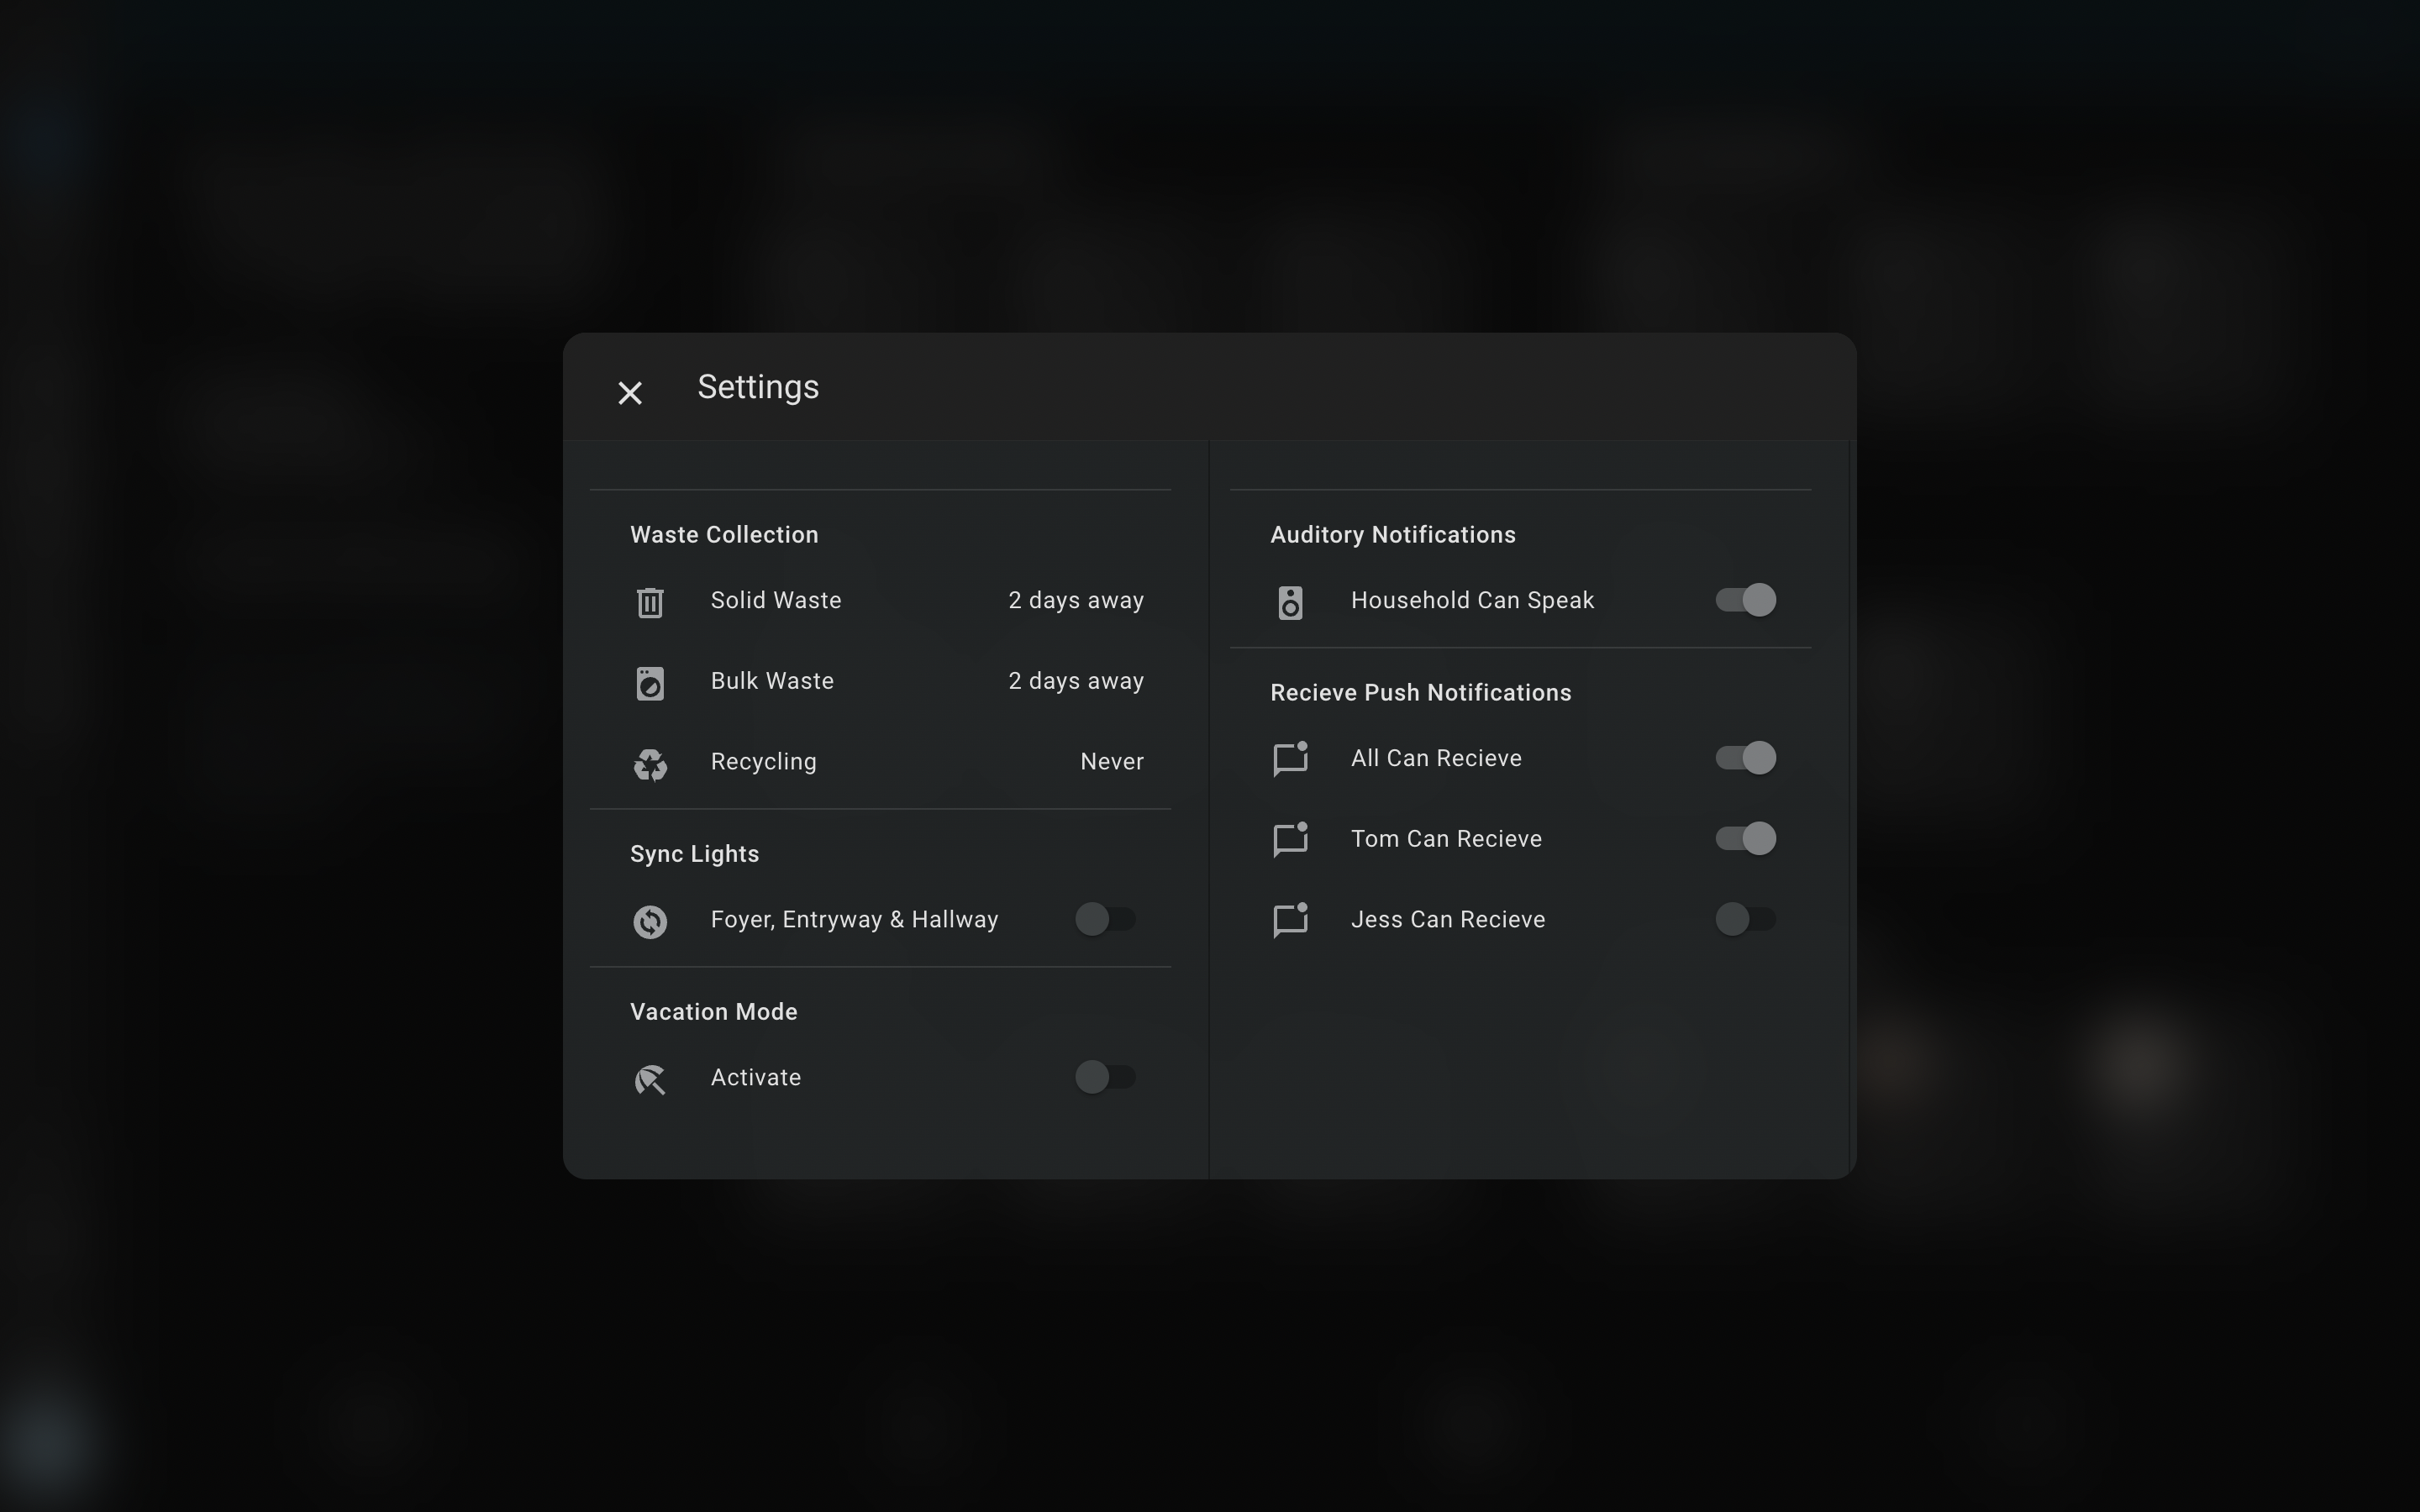 Settings
Waste Collection
Solid Waste 2 days away
Bulk Waste 2 days away
Recycling Never
Sync Lights
Foyer, Entryway & Hallway
Vacation Mode
Activate
Auditory Notifications
Household Can Speak
Recieve Push Notifications
All Can Recieve
Tom Can Recieve
Jess Can Recieve